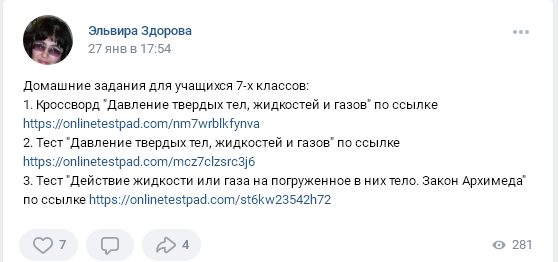 Эльвира Здорова
27 янв в 17:54
Домашние задания для учащихся 7-х классов:
1. Кроссворд "Давление твердых тел, жидкостей и газов" по ссылке
https://onlinetestpad.com/nm7wrblkfynva
2. Тест "Давление твердых тел, жидкостей и газов" по ссылке
https://onlinetestpad.com/mcz7clzsrc3j6
3. Тест "Действие жидкости или газа на погруженное в них тело. Закон Архимеда"
по ссылке https://onlinetestpad.com/st6kw23542h72
7
4
281